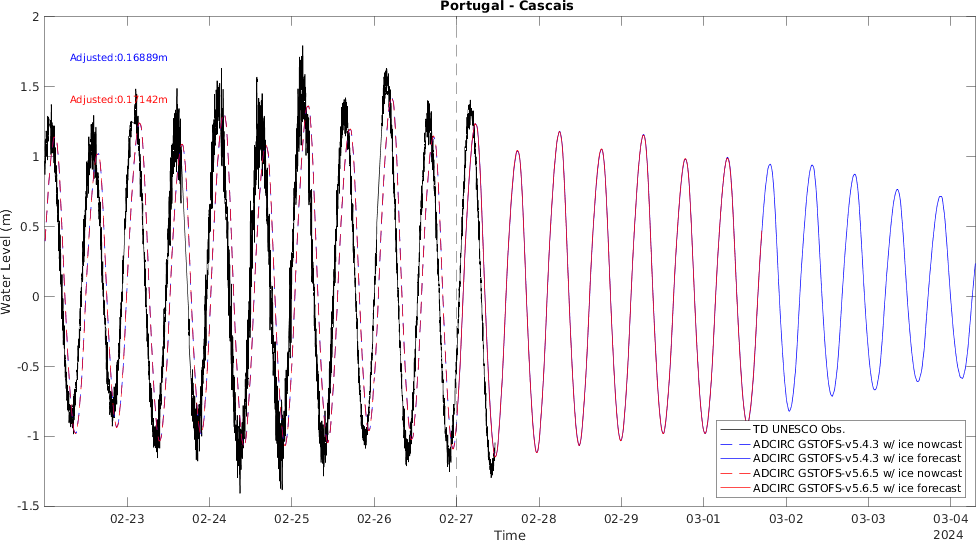 Portugal - Cascais
2
1.5
1
0.5
0
-0.5
-1
-1.5
Water Level (m)
Adjusted:0.16889m
Adjusted:0.17142m
TD UNESCO Obs.
ADCIRC GSTOFS-v5.4.3 w/ ice nowcast
ADCIRC GSTOFS-v5.4.3 w/ ice forecast
ADCIRC GSTOFS-v5.6.5 w/ ice nowcast
ADCIRC GSTOFS-v5.6.5 w/ ice forecast
02-23 02-24 02-25 02-26 02-27 02-28 02-29 03-01 03-02 03-03 03-04
Time
2024